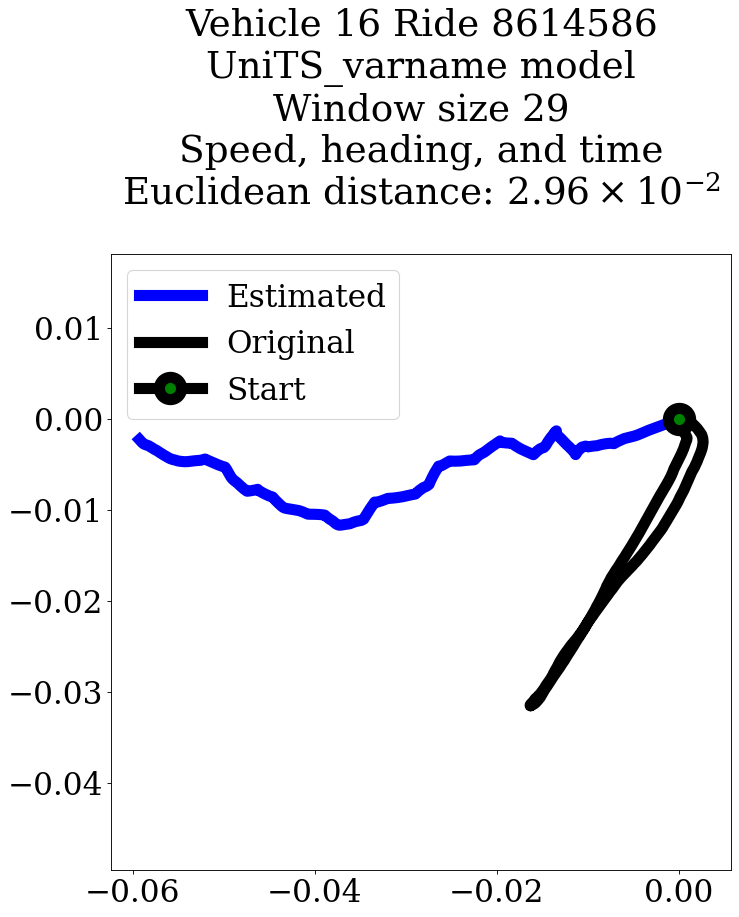 Vehicle 16 Ride 8614586
UniTS_varname model
Window size 29
Speed, heading, and time
Euclidean distance: 2.96 × 10⁻²
Estimated
Original
Start
0.01
0.00
−0.01
−0.02
−0.03
−0.04
−0.06 −0.04 −0.02 0.00